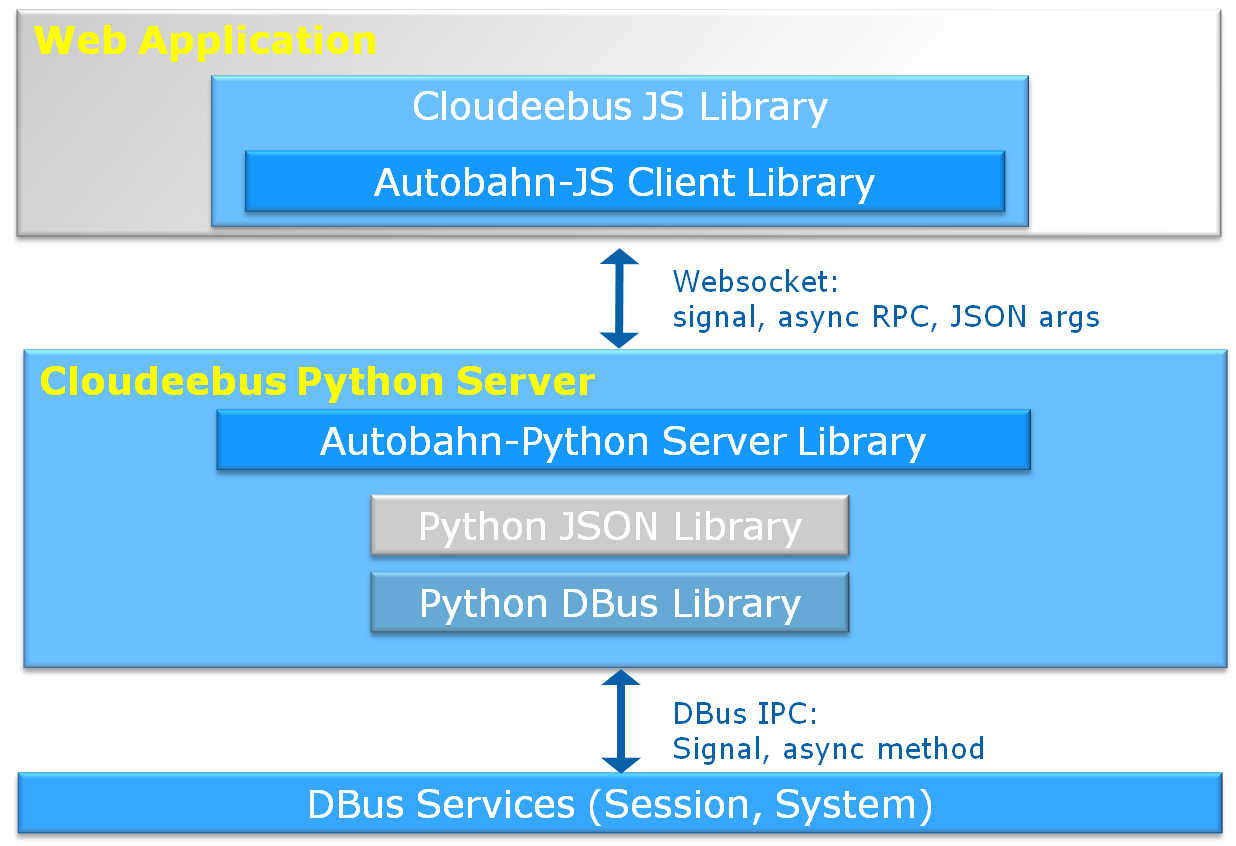 Web Application
Cloudeebus JS Library
Autobahn-JS Client Library
Websocket:
signal, async RPC, JSON args
Cloudeebus Python Server
Autobahn-Python Server Library
Python JSON Library
Python DBus Library
DBus IPC:
Signal, async method
DBus Services (Session, System)